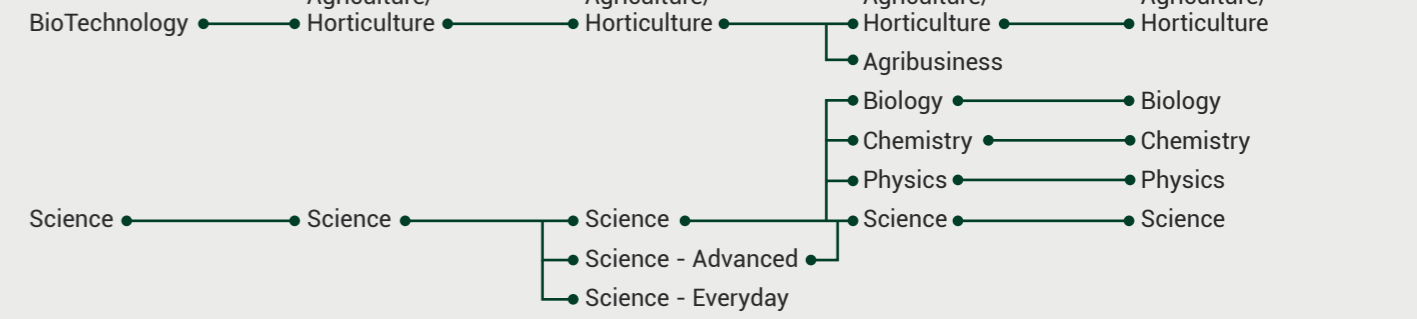 BioTechnology
Horticulture
Horticulture
Horticulture
Horticulture
Agribusiness
Biology
Biology
Chemistry
Chemistry
Physics
Physics
Science
Science
Science
Science
Science
Science - Advanced
Science - Everyday